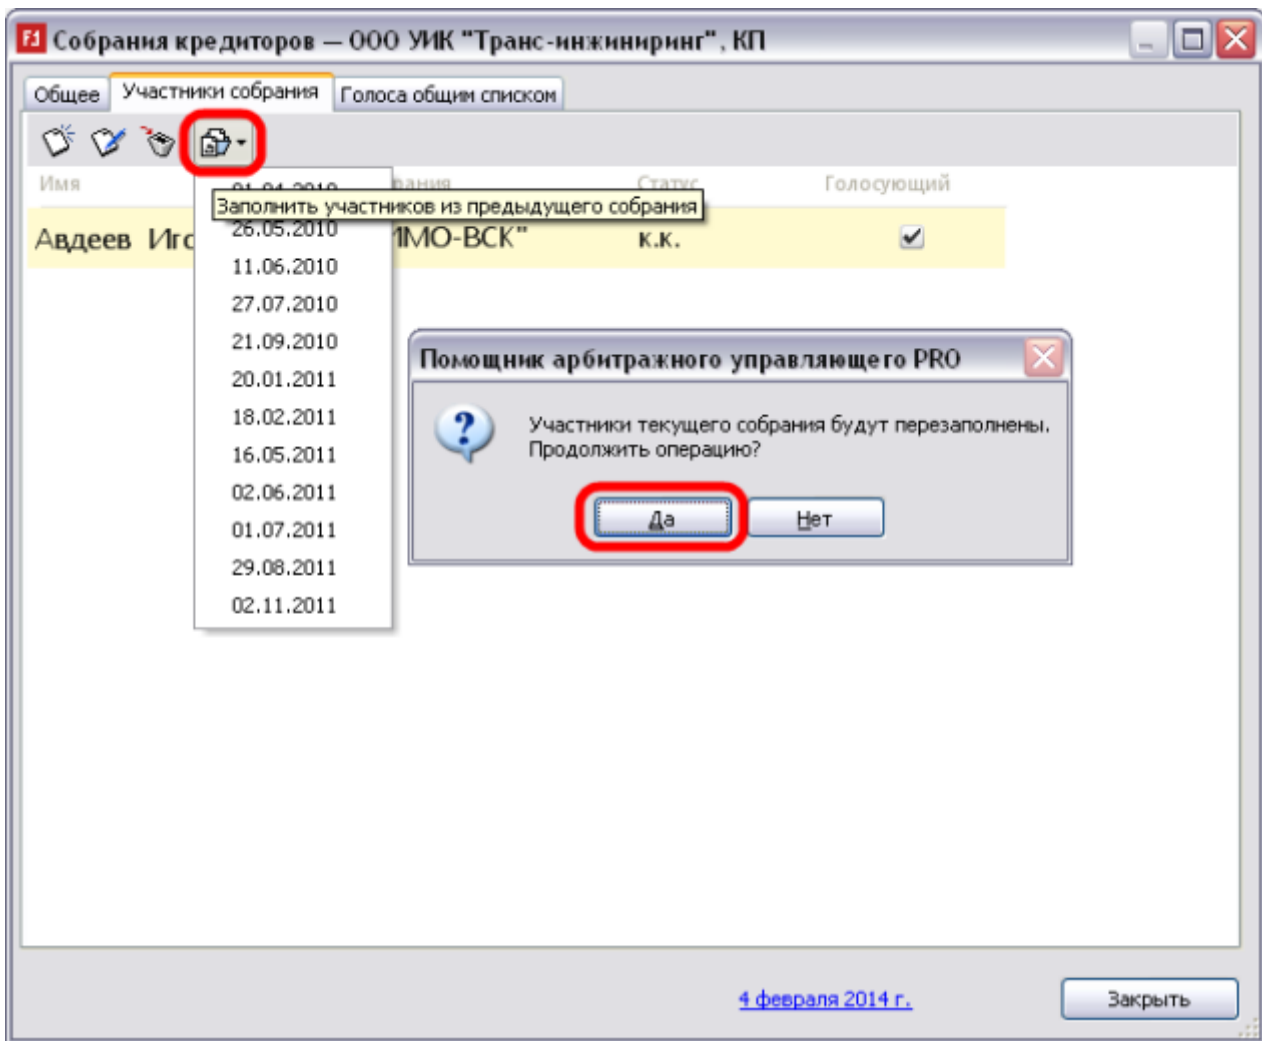 Собрания кредиторов — ООО УИК "Транс-инжиниринг", КП
Общее Участники собрания Голоса общим списком
Имя Статус Голосующий
01.04.2010
Заполнить участников из предыдущего собрания
Авдеев к.к.
26.05.2010
11.06.2010
27.07.2010
21.09.2010
20.01.2011
18.02.2011
16.05.2011
02.06.2011
01.07.2011
29.08.2011
02.11.2011
Помощник арбитражного управляющего PRO
Участники текущего собрания будут перезаполнены.
Продолжить операцию?
Да Нет
4 февраля 2014 г.
Закрыть